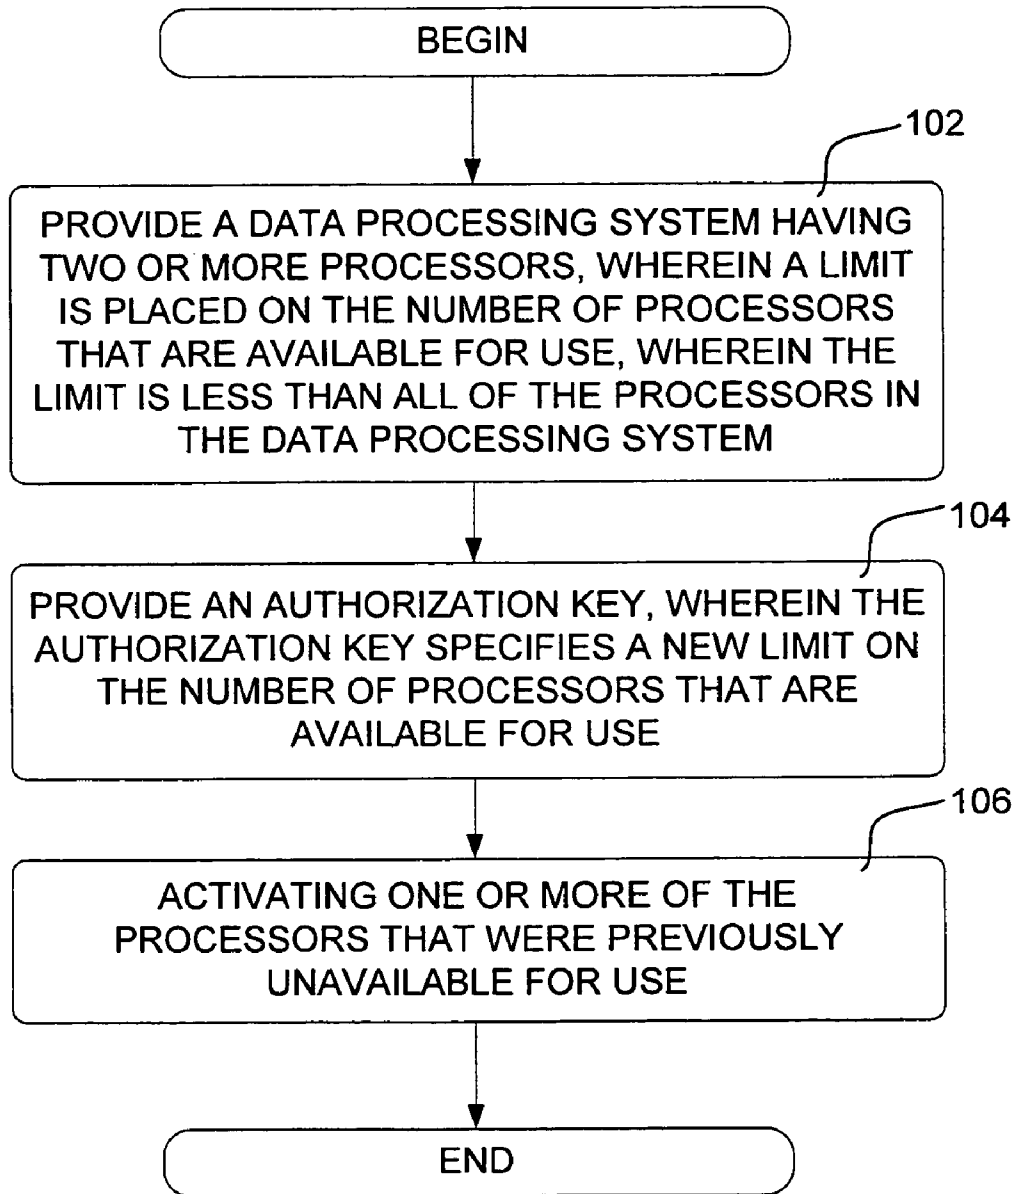 BEGIN
102
PROVIDE A DATA PROCESSING SYSTEM HAVING
TWO OR MORE PROCESSORS, WHEREIN A LIMIT
IS PLACED ON THE NUMBER OF PROCESSORS
THAT ARE AVAILABLE FOR USE, WHEREIN THE
LIMIT IS LESS THAN ALL OF THE PROCESSORS IN
THE DATA PROCESSING SYSTEM
104
PROVIDE AN AUTHORIZATION KEY, WHEREIN THE
AUTHORIZATION KEY SPECIFIES A NEW LIMIT ON
THE NUMBER OF PROCESSORS THAT ARE
AVAILABLE FOR USE
106
ACTIVATING ONE OR MORE OF THE
PROCESSORS THAT WERE PREVIOUSLY
UNAVAILABLE FOR USE
END